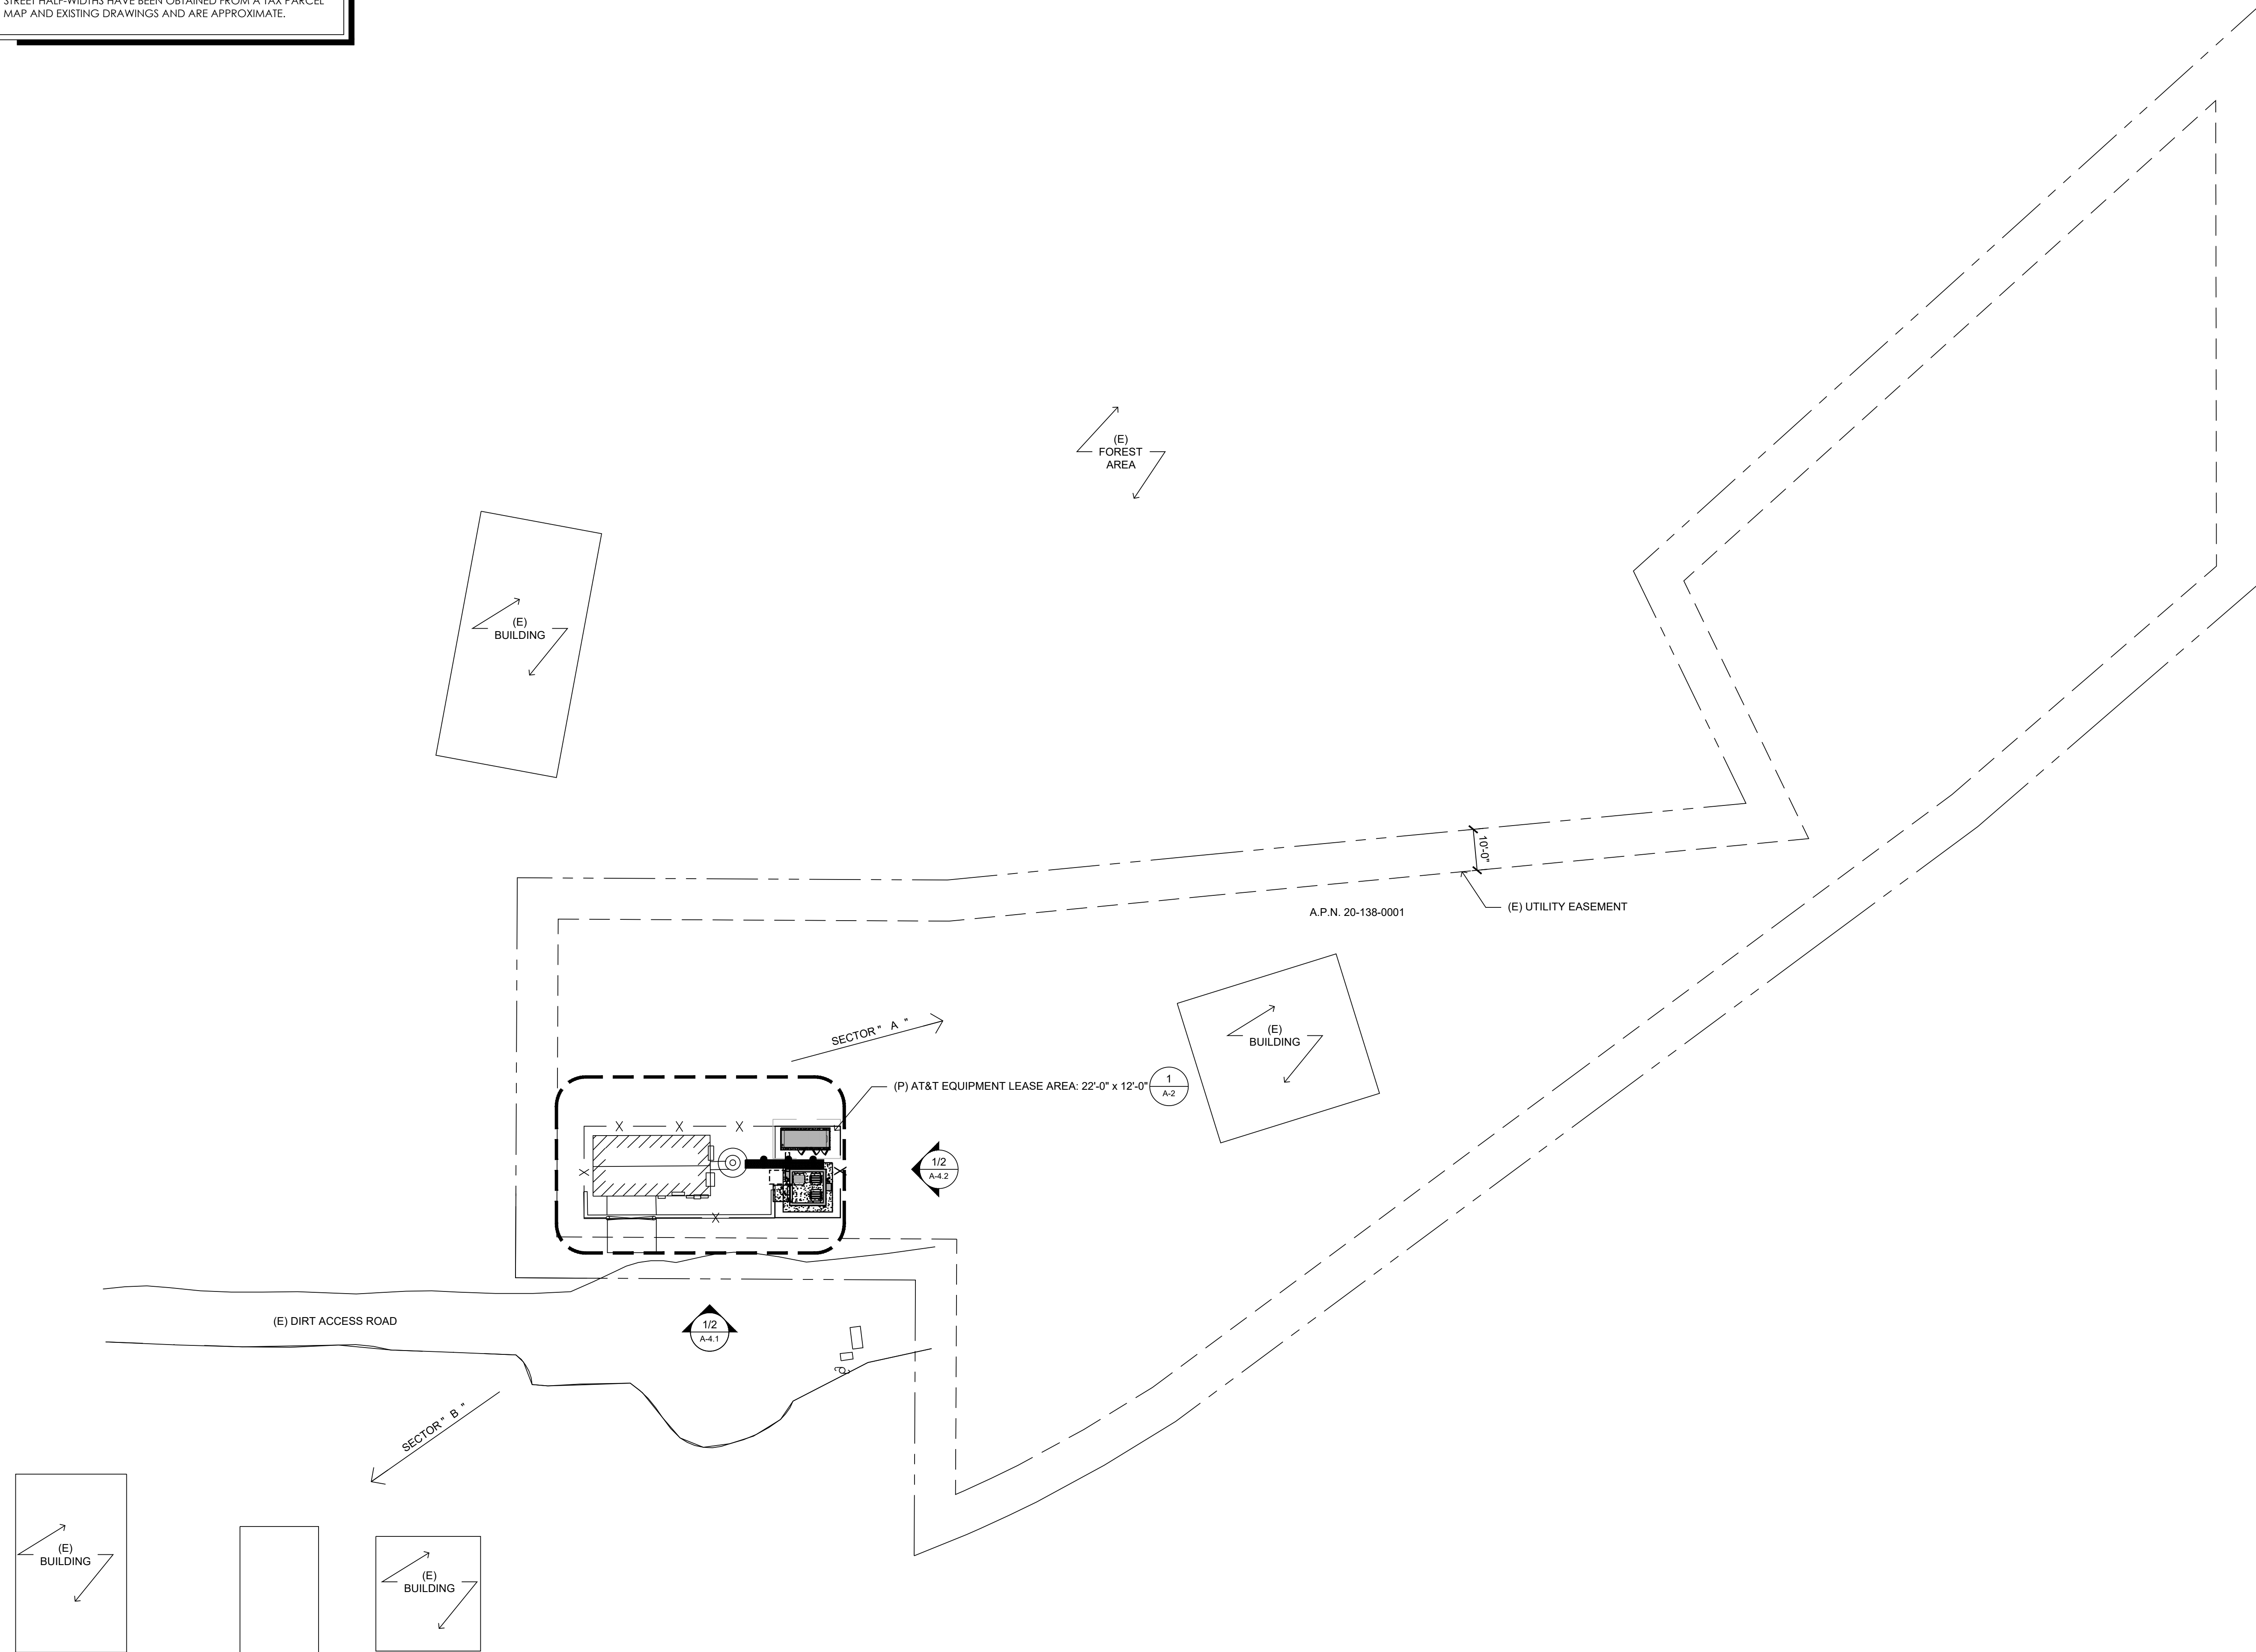 STREET HALF-WIDTHS HAVE BEEN OBTAINED FROM A TAX PARCEL
MAP AND EXISTING DRAWINGS AND ARE APPROXIMATE.
(E)
FOREST
AREA
(E)
BUILDING
10'-0"
(E) UTILITY EASEMENT
A.P.N. 20-138-0001
SECTOR " A "
(E)
BUILDING
(P) AT&T EQUIPMENT LEASE AREA: 22'-0" x 12'-0"
1
A-2
X X X
X
X
X
1/2
A-4.2
(E) DIRT ACCESS ROAD
1/2
A-4.1
SECTOR " B "
(E)
BUILDING
(E)
BUILDING